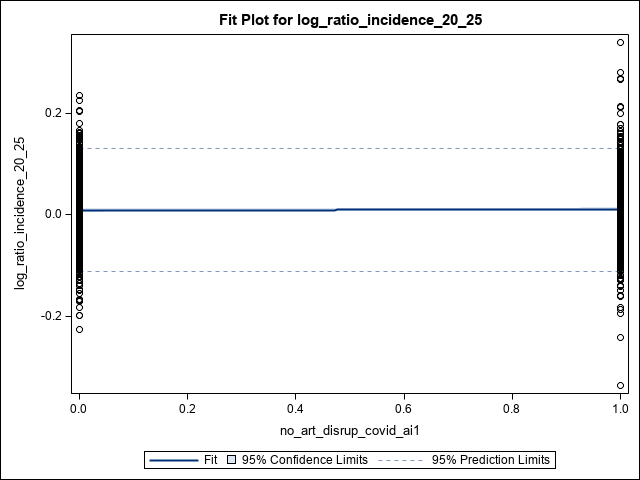 Fit Plot for log_ratio_incidence_20_25
log_ratio_incidence_20_25
0.2
0.0
-0.2
0.0 0.2 0.4 0.6 0.8 1.0
no_art_disrup_covid_ai1
Fit 95% Confidence Limits 95% Prediction Limits